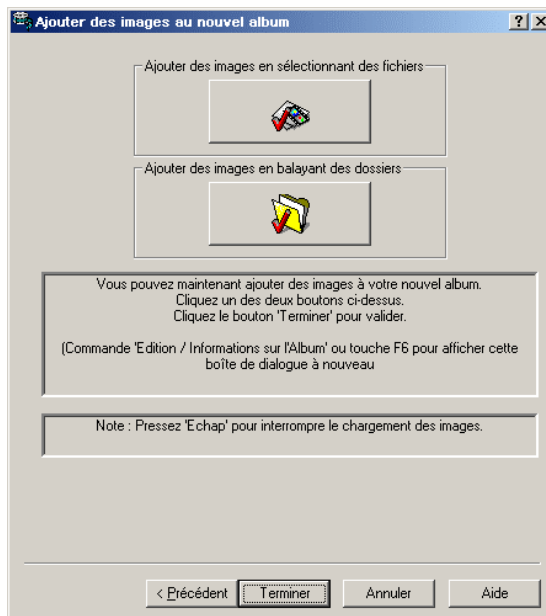 Ajouter des images au nouvel album
Ajouter des images en sélectionnant des fichiers
Ajouter des images en balayant des dossiers
Vous pouvez maintenant ajouter des images à votre nouvel album.
Cliquez un des deux boutons ci-dessus.
Cliquez le bouton 'Terminer' pour valider.
(Commande 'Edition / Informations sur l'Album' ou touche F6 pour afficher cette
boîte de dialogue à nouveau
Note : Pressez 'Echap' pour interrompre le chargement des images.
< Précédent Terminer Annuler Aide